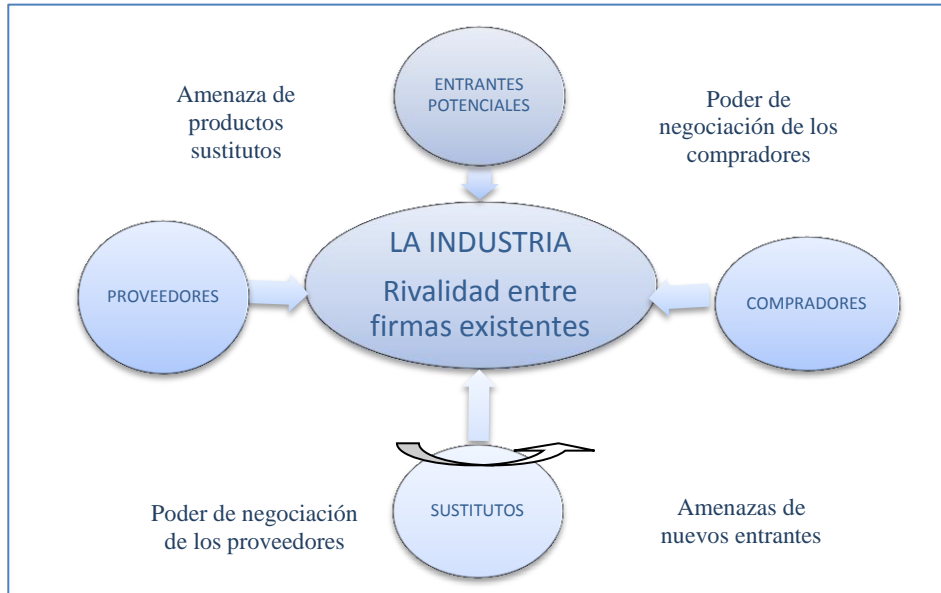 ENTRANTES
POTENCIALES
Amenaza de
productos
sustitutos
Poder de
negociación de los
compradores
LA INDUSTRIA
Rivalidad entre
firmas existentes
PROVEEDORES
COMPRADORES
SUSTITUTOS
Poder de negociación
de los proveedores
Amenazas de
nuevos entrantes